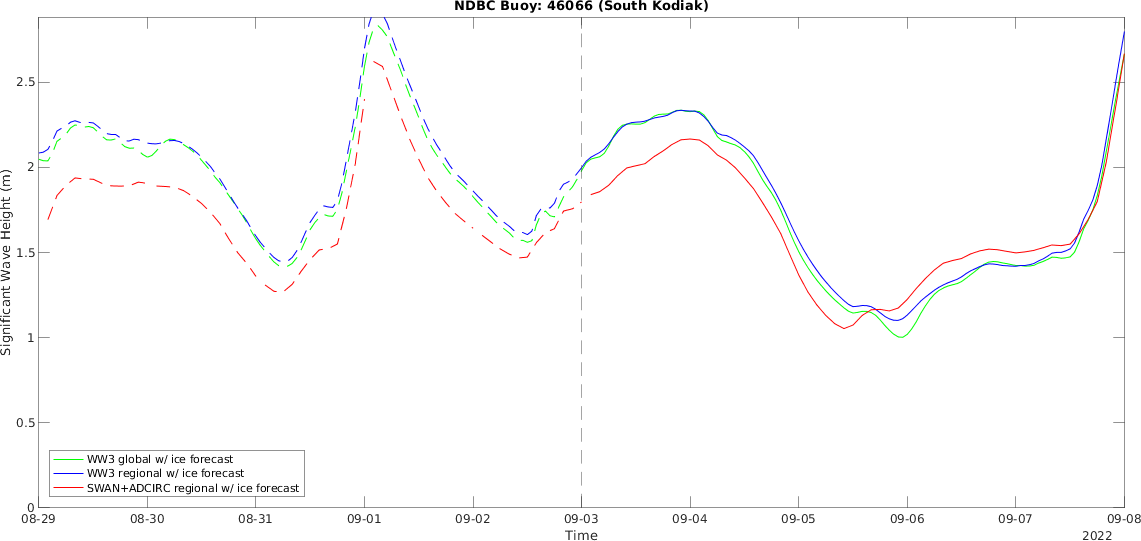 NDBC Buoy: 46066 (South Kodiak)
Significant Wave Height (m)
2.5
2
1.5
1
0.5
0
WW3 global w/ ice forecast
WW3 regional w/ ice forecast
SWAN+ADCIRC regional w/ ice forecast
08-29 08-30 08-31 09-01 09-02 09-03 09-04 09-05 09-06 09-07 09-08
Time
2022